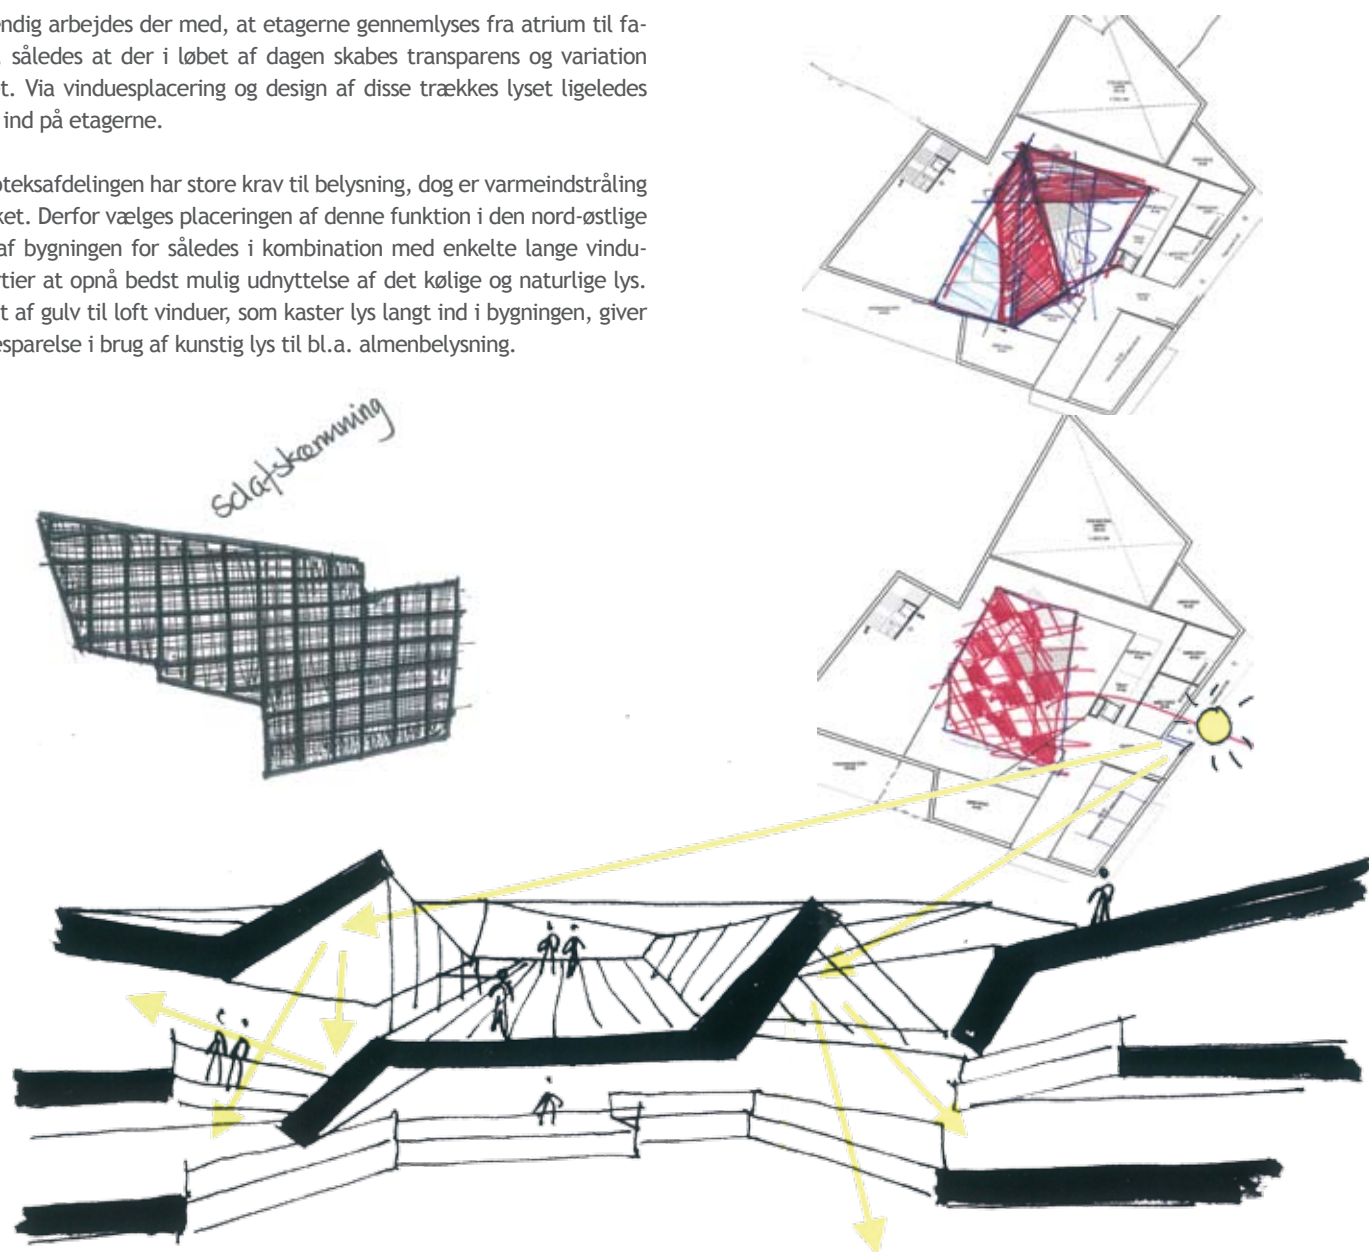 endig arbejdes der med, at etagerne gennemlyses fra atrium til fa-
således at der i løbet af dagen skabes transparens og variation
et. Via vinduesplacering og design af disse trækkes lyset ligeledes
ind på etagerne.
oteksafdelingen har store krav til belysning, dog er varmeindstråling
ket. Derfor vælges placeringen af denne funktion i den nord-østlige
af bygningen for således i kombination med enkelte lange vindu-
rtier at opnå bedst mulig udnyttelse af det kølige og naturlige lys.
t af gulv til loft vinduer, som kaster lys langt ind i bygningen, giver
esparelse i brug af kunstig lys til bl.a. almenbelysning.
solafskærmning